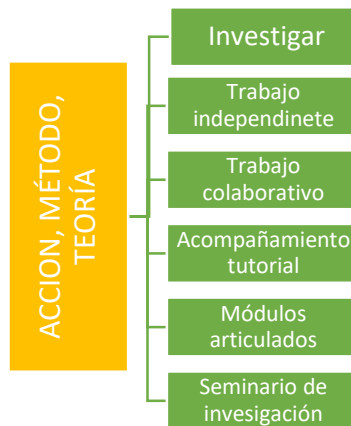 ACCION, MÉTODO,
TEORÍA
Investigar
Trabajo
independinete
Trabajo
colaborativo
Acompañamiento
tutorial
Módulos
articulados
Seminario de
invesigación